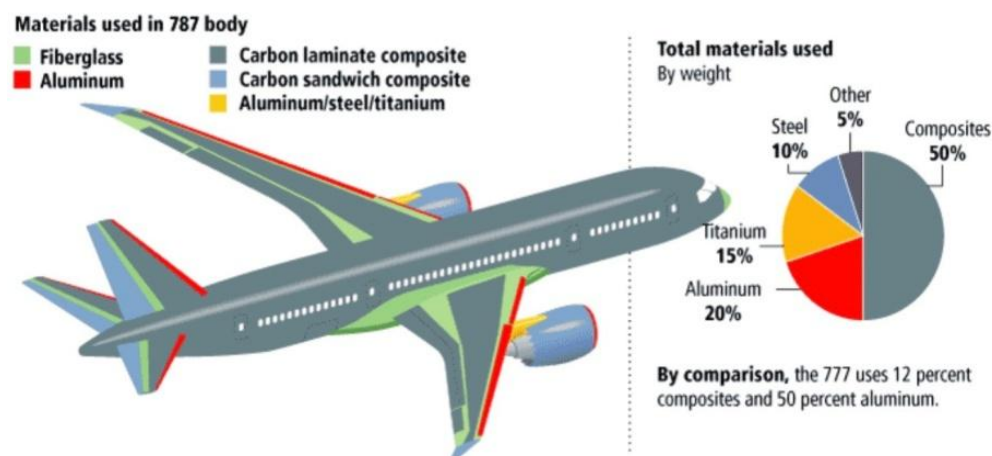 Materials used in 787 body
Fiberglass
Aluminum
Carbon laminate composite
Carbon sandwich composite
Aluminum/steel/titanium
Total materials used
By weight
Other
5%
Steel
10%
Composites
50%
Titanium
15%
Aluminum
20%
By comparison, the 777 uses 12 percent
composites and 50 percent aluminum.